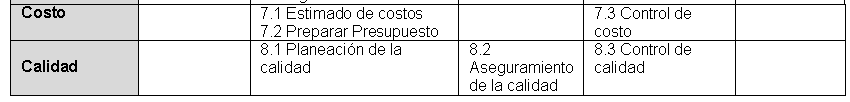 Costo
7.1 Estimado de costos
7.2 Preparar Presupuesto
7.3 Control de
costo
Calidad
8.1 Planeación de la
calidad
8.2
Aseguramiento
de la calidad
8.3 Control de
calidad